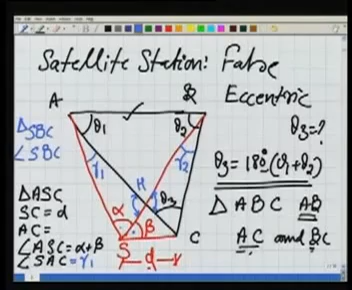 Satellite Station: False
Eccentric
A
B
θ1
θ2
θ3=?
ΔSBC
∠SBC
γ1
γ2
θ3=180°-(θ1+θ2)
H
θ3
Δ ABC AB
AC and BC
ΔASC
SC=d
AC=
∠ASC=α+β
∠SAC=γ1
α
β
S
C
d